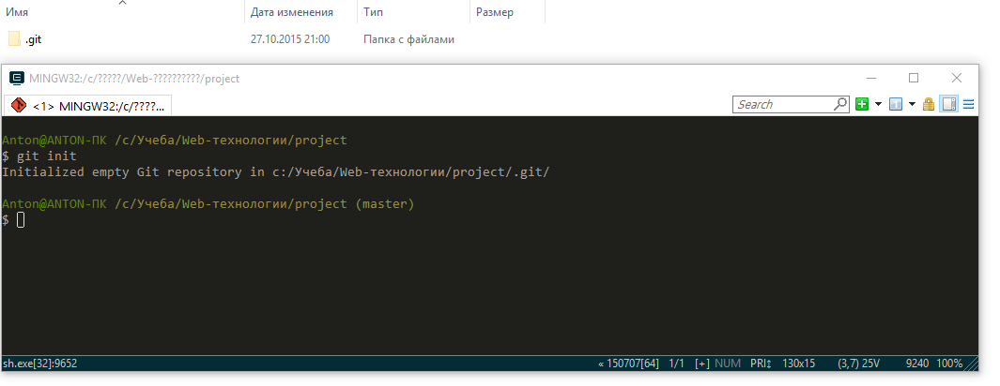 Имя Дата изменения Тип Размер
.git 27.10.2015 21:00 Папка с файлами
MINGW32:/c/?????/Web-??????????/project
<1> MINGW32:/c/????...
Search
Anton@ANTON-ПК /c/Учеба/Web-технологии/project
$ git init
Initialized empty Git repository in c:/Учеба/Web-технологии/project/.git/
Anton@ANTON-ПК /c/Учеба/Web-технологии/project (master)
$
sh.exe[32]:9652 « 150707[64] 1/1 [+] NUM PRI↕ 130x15 (3,7) 25V 9240 100%